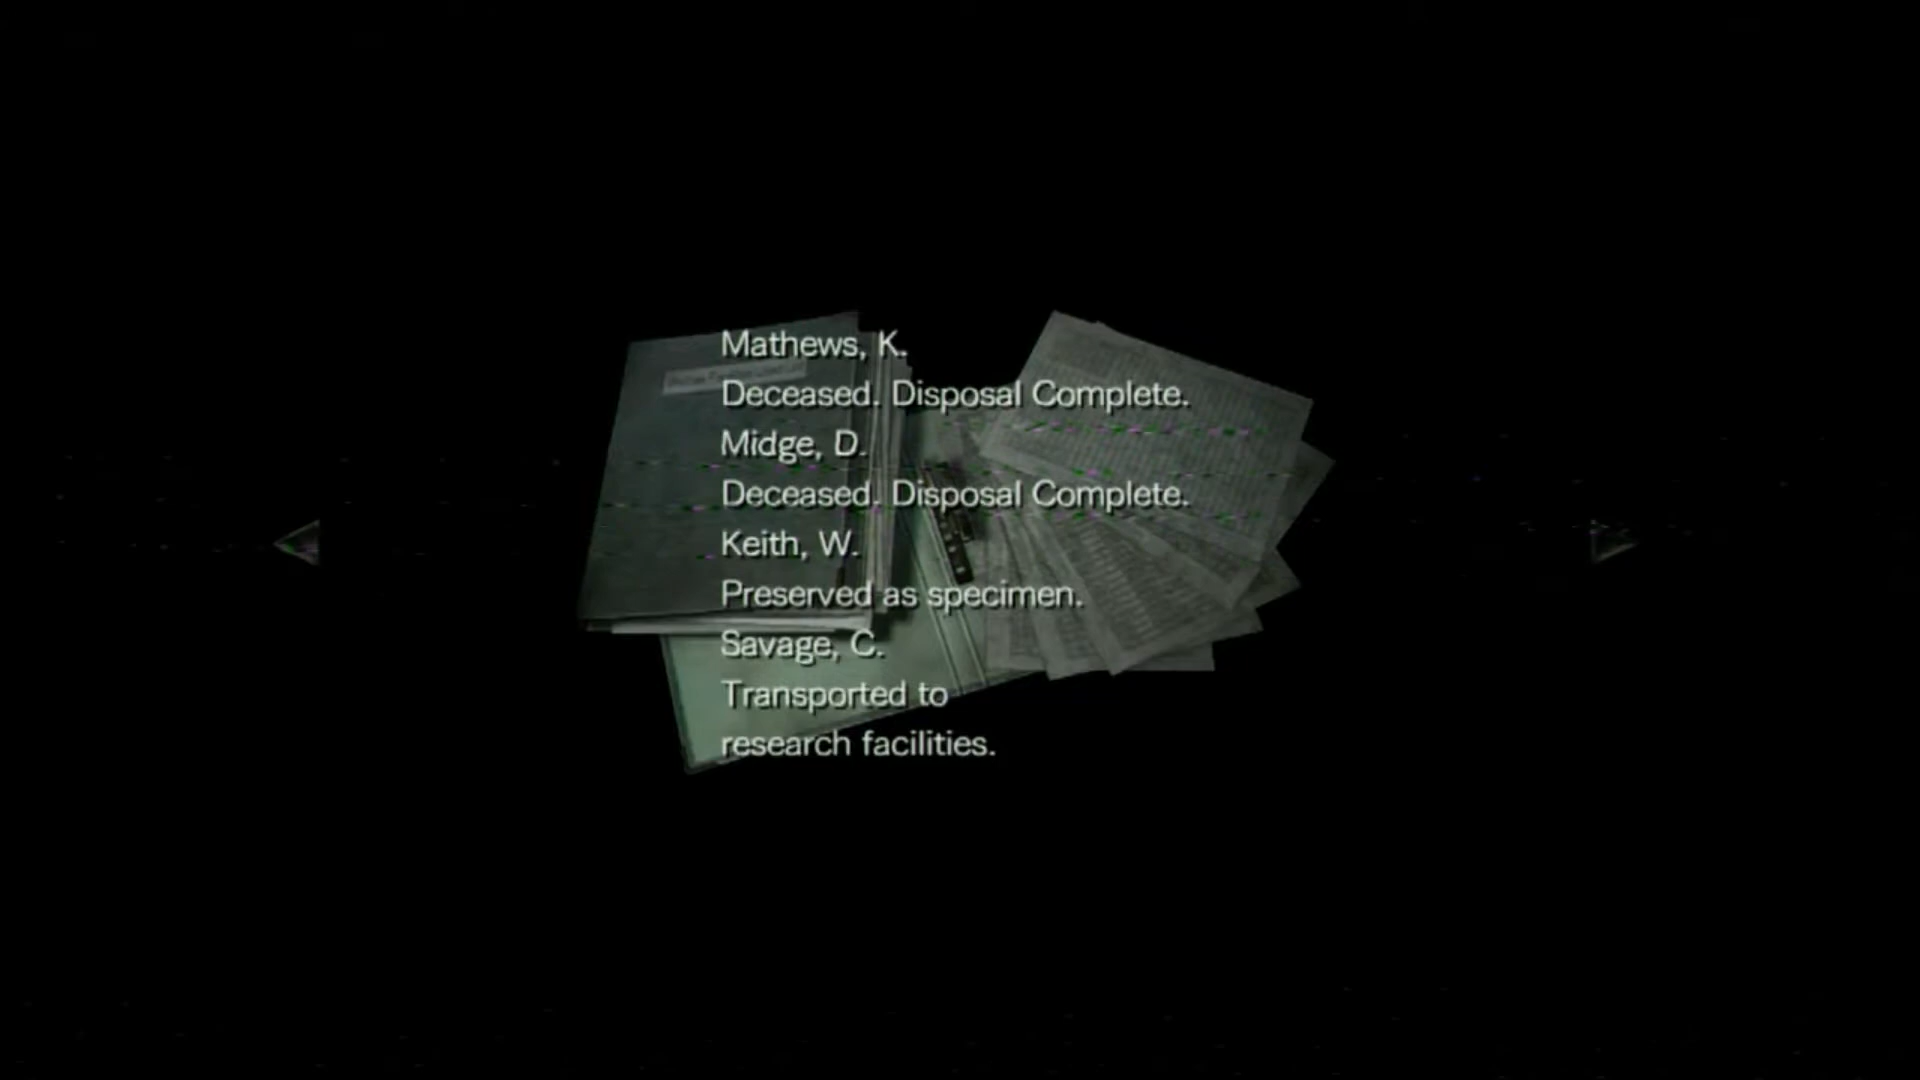 Mathews, K.
Deceased. Disposal Complete.
Midge, D.
Deceased. Disposal Complete.
Keith, W.
Preserved as specimen.
Savage, C.
Transported to
research facilities.